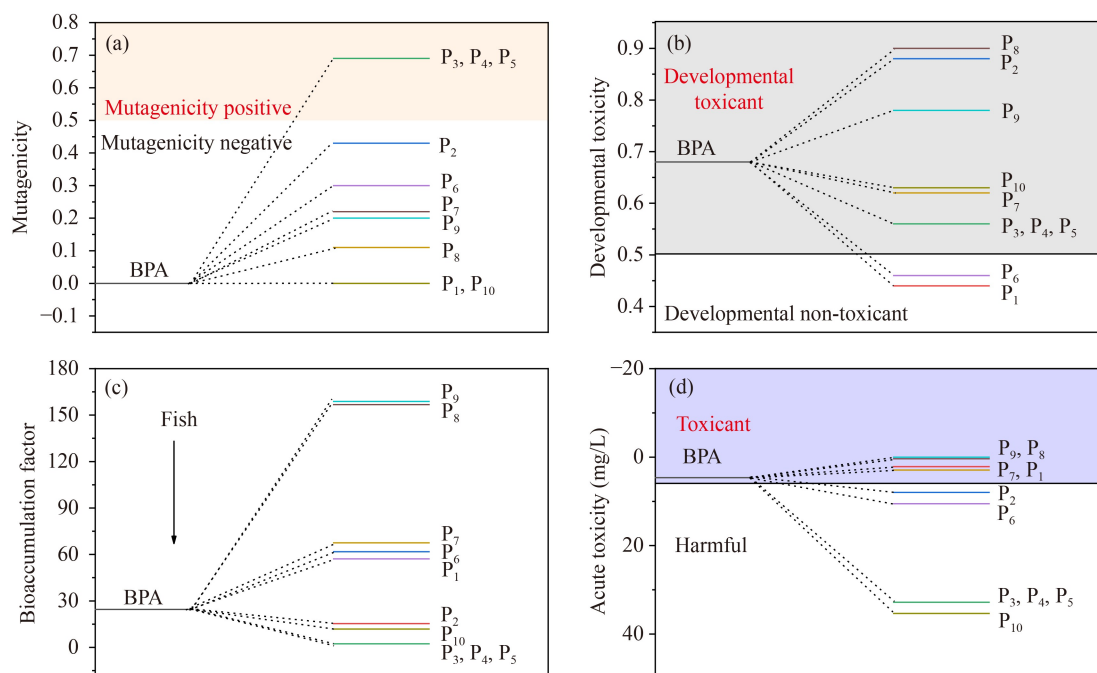 (a)
0.8
0.7
0.6
0.5
0.4
0.3
0.2
0.1
0.0
−0.1
Mutagenicity
Mutagenicity positive
Mutagenicity negative
BPA
P3, P4, P5
P2
P6
P7
P9
P8
P1, P10
(b)
0.9
0.8
0.7
0.6
0.5
0.4
Developmental toxicity
Developmental
toxicant
BPA
Developmental non-toxicant
P8
P2
P9
P10
P7
P3, P4, P5
P6
P1
(c)
180
150
120
90
60
30
0
Bioaccumulation factor
Fish
BPA
P9
P8
P7
P6
P1
P2
P10
P3, P4, P5
(d)
−20
0
20
40
Acute toxicity (mg/L)
Toxicant
BPA
Harmful
P9, P8
P7, P1
P2
P6
P3, P4, P5
P10